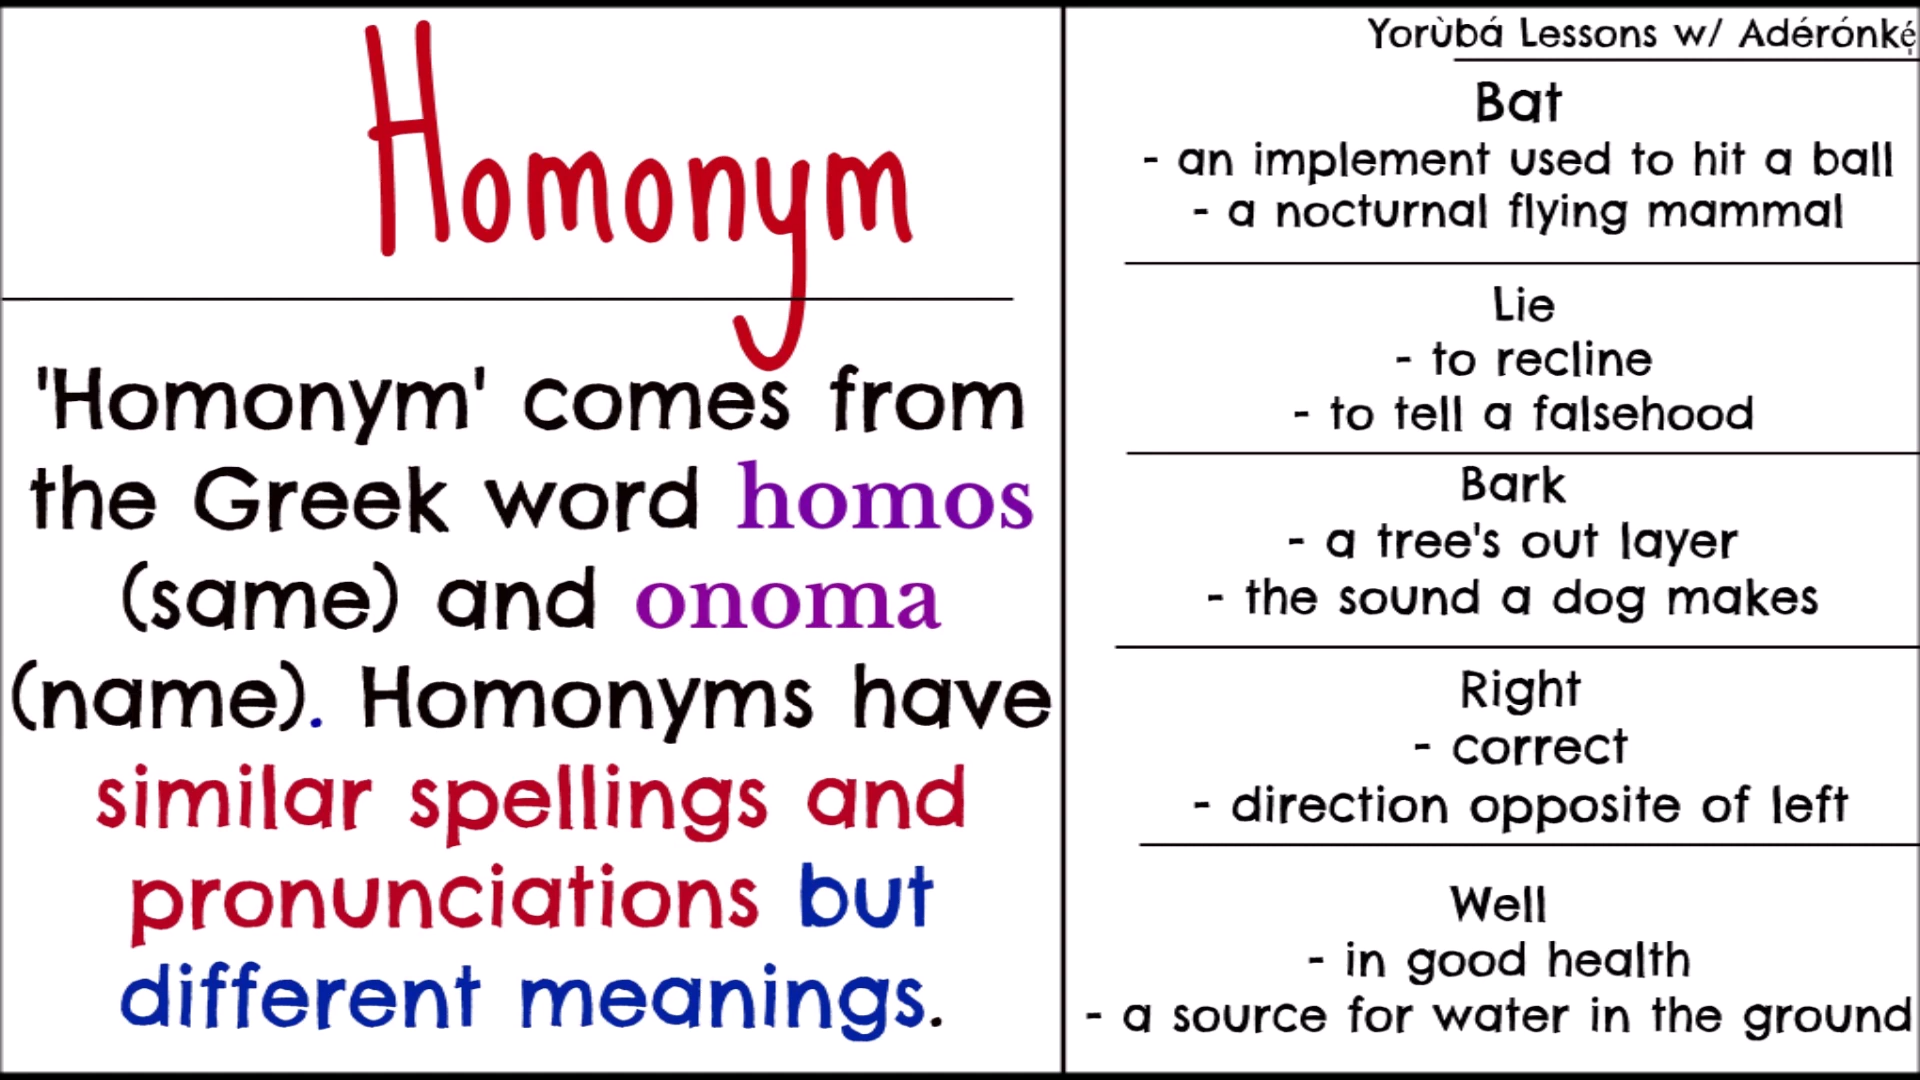 Homonym
'Homonym' comes from
the Greek word homos
(same) and onoma
(name). Homonyms have
similar spellings and
pronunciations but
different meanings.
Yorùbá Lessons w/ Adérónkẹ́
Bat
- an implement used to hit a ball
- a nocturnal flying mammal
Lie
- to recline
- to tell a falsehood
Bark
- a tree's out layer
- the sound a dog makes
Right
- correct
- direction opposite of left
Well
- in good health
- a source for water in the ground